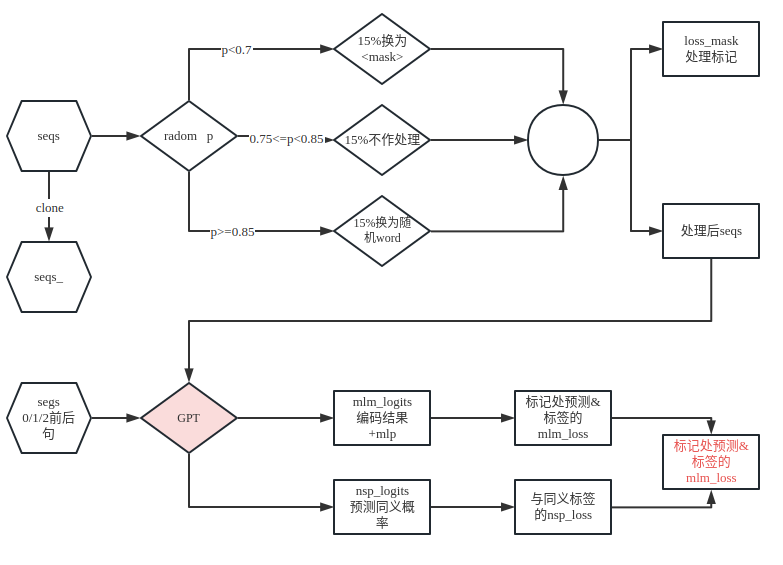 p<0.7
15%换为
<mask>
loss_mask
处理标记
seqs
radom p
0.75<=p<0.85
15%不作处理
clone
p>=0.85
15%换为随
机word
处理后seqs
seqs_
segs
0/1/2前后
句
GPT
mlm_logits
编码结果
+mlp
标记处预测&
标签的
mlm_loss
标记处预测&
标签的
mlm_loss
nsp_logits
预测同义概
率
与同义标签
的nsp_loss